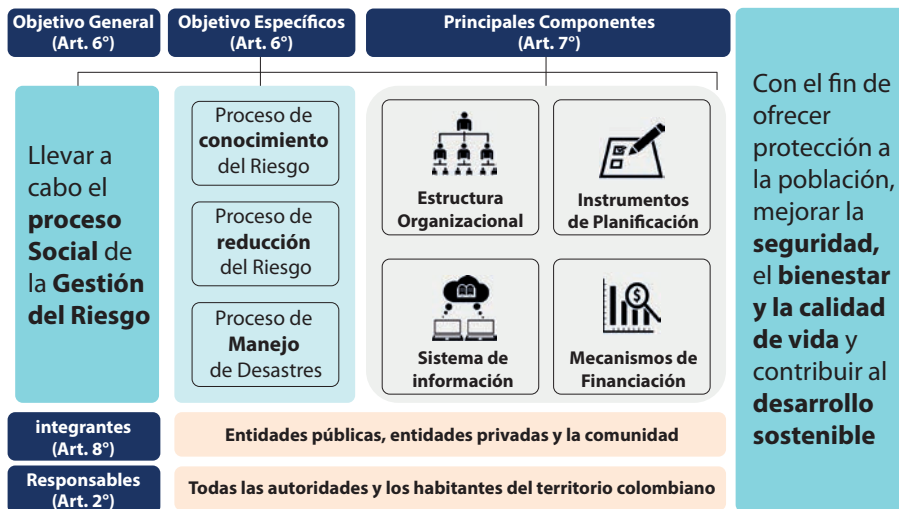 Objetivo General
(Art. 6°)
Objetivo Específicos
(Art. 6°)
Principales Componentes
(Art. 7°)
Llevar a
cabo el
proceso
Social de
la Gestión
del Riesgo
Proceso de
conocimiento
del Riesgo
Proceso de
reducción
del Riesgo
Proceso de
Manejo
de Desastres
Estructura
Organizacional
Instrumentos
de Planificación
Sistema de
información
$
Mecanismos de
Financiación
Con el fin de
ofrecer
protección a
la población,
mejorar la
seguridad,
el bienestar
y la calidad
de vida y
contribuir al
desarrollo
sostenible
integrantes
(Art. 8°)
Entidades públicas, entidades privadas y la comunidad
Responsables
(Art. 2°)
Todas las autoridades y los habitantes del territorio colombiano